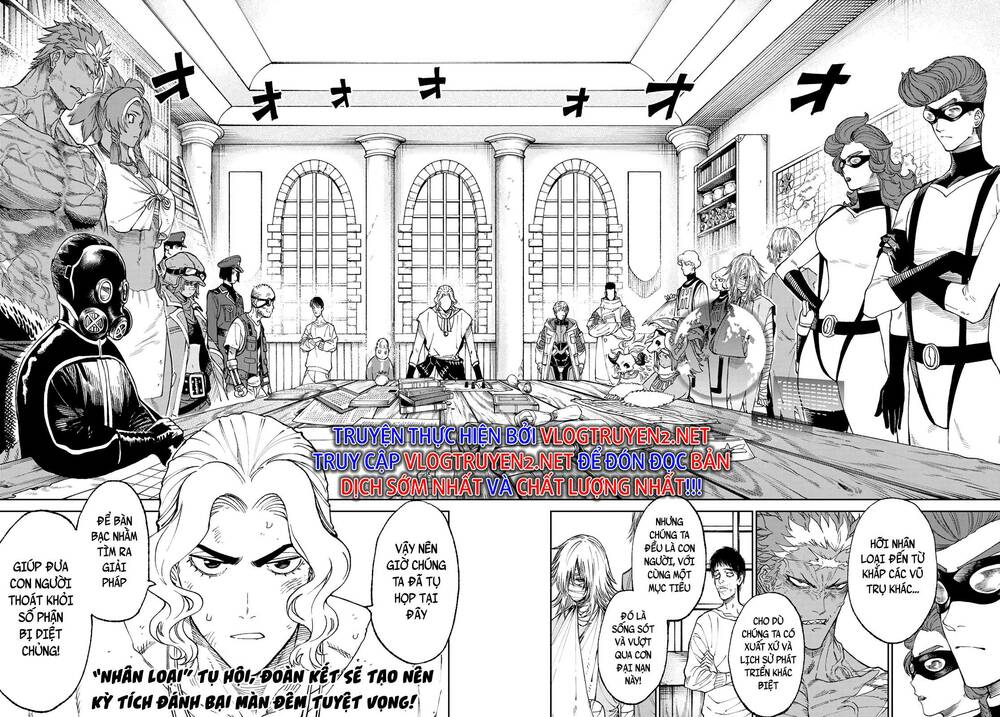 オ
オ
オ
オ
オ
オ
オ
TRUYỆN THỰC HIỆN BỞI VLOGTRUYEN2.NET
TRUY CẬP VLOGTRUYEN2.NET ĐỂ ĐÓN ĐỌC BẢN
DỊCH SỚM NHẤT VÀ CHẤT LƯỢNG NHẤT!!!
HỠI NHÂN
LOẠI ĐẾN TỪ
KHẮP CÁC VŨ
TRỤ KHÁC...
CHO DÙ
CHÚNG TA CÓ
XUẤT XỨ VÀ
LỊCH SỬ PHÁT
TRIỂN KHÁC
BIỆT
NHƯNG
CHÚNG TA
ĐỀU LÀ CON
NGƯỜI, VỚI
CÙNG MỘT
MỤC TIÊU
ĐÓ LÀ
SỐNG SÓT
VÀ VƯỢT
QUA CƠN
ĐẠI NẠN
NÀY!
VẬY NÊN
GIỜ CHÚNG
TA ĐÃ TỤ
HỌP TẠI
ĐÂY
ĐỂ BÀN
BẠC NHẰM
TÌM RA
GIẢI PHÁP
GIÚP ĐƯA
CON NGƯỜI
THOÁT KHỎI
SỐ PHẬN
BỊ DIỆT
CHỦNG!
"NHÂN LOẠI" TỤ HỘI, ĐOÀN KẾT SẼ TẠO NÊN
KỲ TÍCH ĐÁNH BẠI MÀN ĐÊM TUYỆT VỌNG!